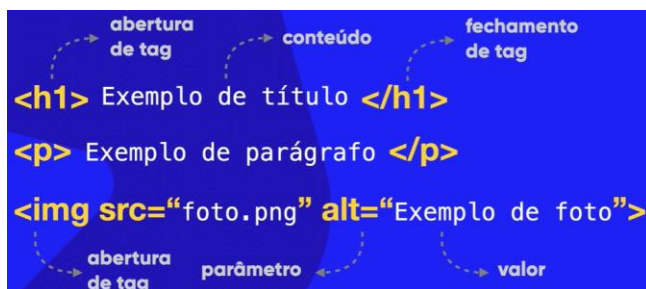 abertura
de tag
conteúdo
fechamento
de tag
<h1> Exemplo de título </h1>
<p> Exemplo de parágrafo </p>
<img src=“foto.png” alt=“Exemplo de foto”>
abertura
de tag
parâmetro
valor